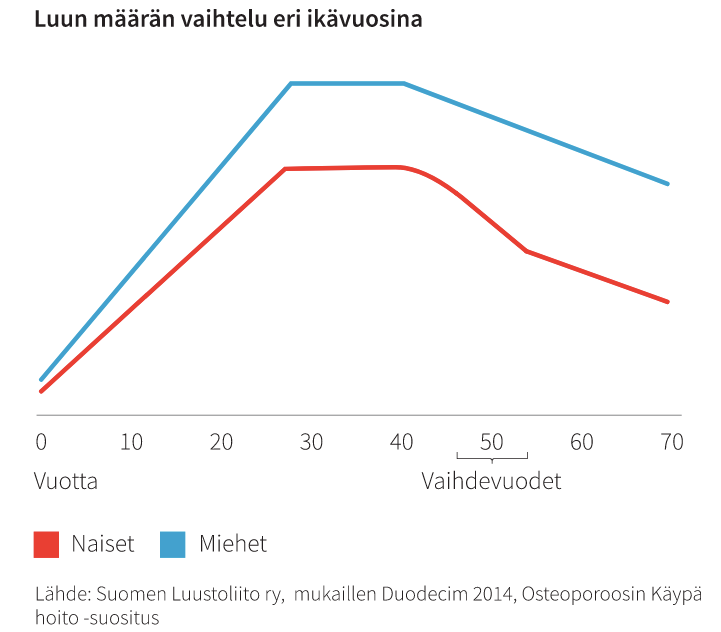 Luun määrän vaihtelu eri ikävuosina
0 10 20 30 40 50 60 70
Vuotta Vaihdevuodet
Naiset Miehet
Lähde: Suomen Luustoliito ry, mukaillen Duodecim 2014, Osteoporoosin Käypä
hoito -suositus